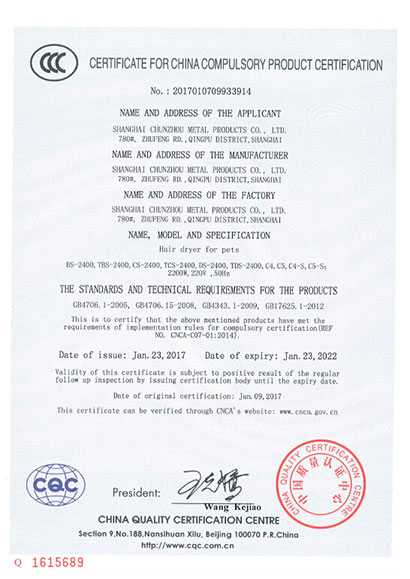 CCC
CERTIFICATE FOR CHINA COMPULSORY PRODUCT CERTIFICATION
No.: 2017010709933914
NAME AND ADDRESS OF THE APPLICANT
SHANGHAI CHUNZHOU METAL PRODUCTS CO., LTD.
780#, ZHUFENG RD., QINGPU DISTRICT, SHANGHAI
NAME AND ADDRESS OF THE MANUFACTURER
SHANGHAI CHUNZHOU METAL PRODUCTS CO., LTD.
780#, ZHUFENG RD., QINGPU DISTRICT, SHANGHAI
NAME AND ADDRESS OF THE FACTORY
SHANGHAI CHUNZHOU METAL PRODUCTS CO., LTD.
780#, ZHUFENG RD., QINGPU DISTRICT, SHANGHAI
NAME, MODEL AND SPECIFICATION
Hair dryer for pets
BS-2400, TBS-2400, CS-2400, TCS-2400, DS-2400, TDS-2400, C4, C5, C4-S, C5-S:
2200W, 220V , 50Hz
THE STANDARDS AND TECHNICAL REQUIREMENTS FOR THE PRODUCTS
GB4706.1-2005, GB4706.15-2008, GB4343.1-2009, GB17625.1-2012
This is to certify that the above mentioned products have met the
requirements of implementation rules for compulsory certification(REF
NO. CNCA-C07-01:2014).
Date of issue: Jan. 23, 2017 Date of expiry: Jan. 23, 2022
Validity of this certificate is subject to positive result of the regular
follow up inspection by issuing certification body until the expiry date.
Date of original certification: Jan. 09, 2017
This certificate can be verified through CNCA's website: www.cnca.gov.cn
CQC
President:
Wang Kejiao
CHINA QUALITY CERTIFICATION CENTRE
中国质量认证中心
CHINA QUALITY CERTIFICATION CENTRE
Section 9, No.188, Nansihuan Xilu, Beijing 100070 P.R.China
http://www.cqc.com.cn
Q 1615689